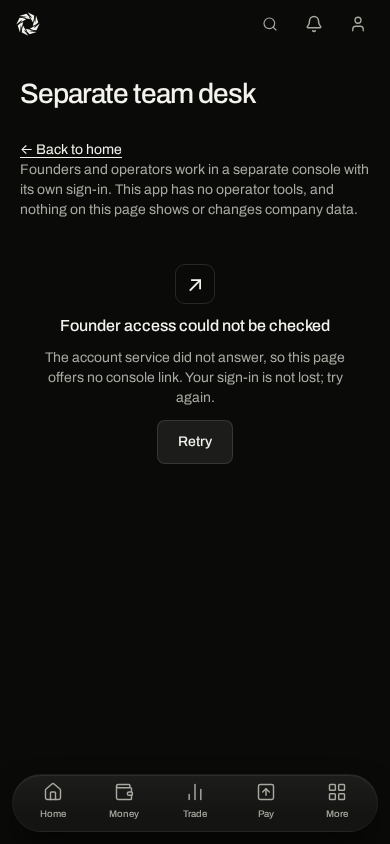 Separate team desk
← Back to home
Founders and operators work in a separate console with
its own sign-in. This app has no operator tools, and
nothing on this page shows or changes company data.
Founder access could not be checked
The account service did not answer, so this page
offers no console link. Your sign-in is not lost; try
again.
Retry
Home
Money
Trade
Pay
More